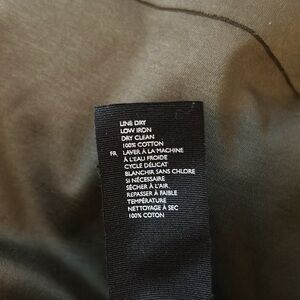 LINE DRY
LOW IRON
DRY CLEAN
100% COTTON
FR LAVER À LA MACHINE
À L'EAU FROIDE
CYCLE DÉLICAT
BLANCHIR SANS CHLORE
SI NÉCESSAIRE
SÉCHER À L'AIR
REPASSER À FAIBLE
TEMPÉRATURE
NETTOYAGE À SEC
100% COTON